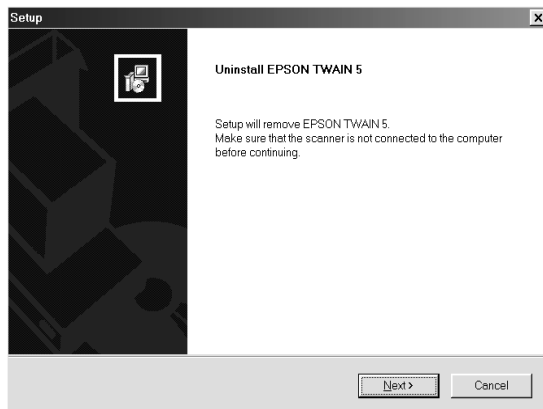 Setup
Uninstall EPSON TWAIN 5
Setup will remove EPSON TWAIN 5.
Make sure that the scanner is not connected to the computer
before continuing.
Next >
Cancel